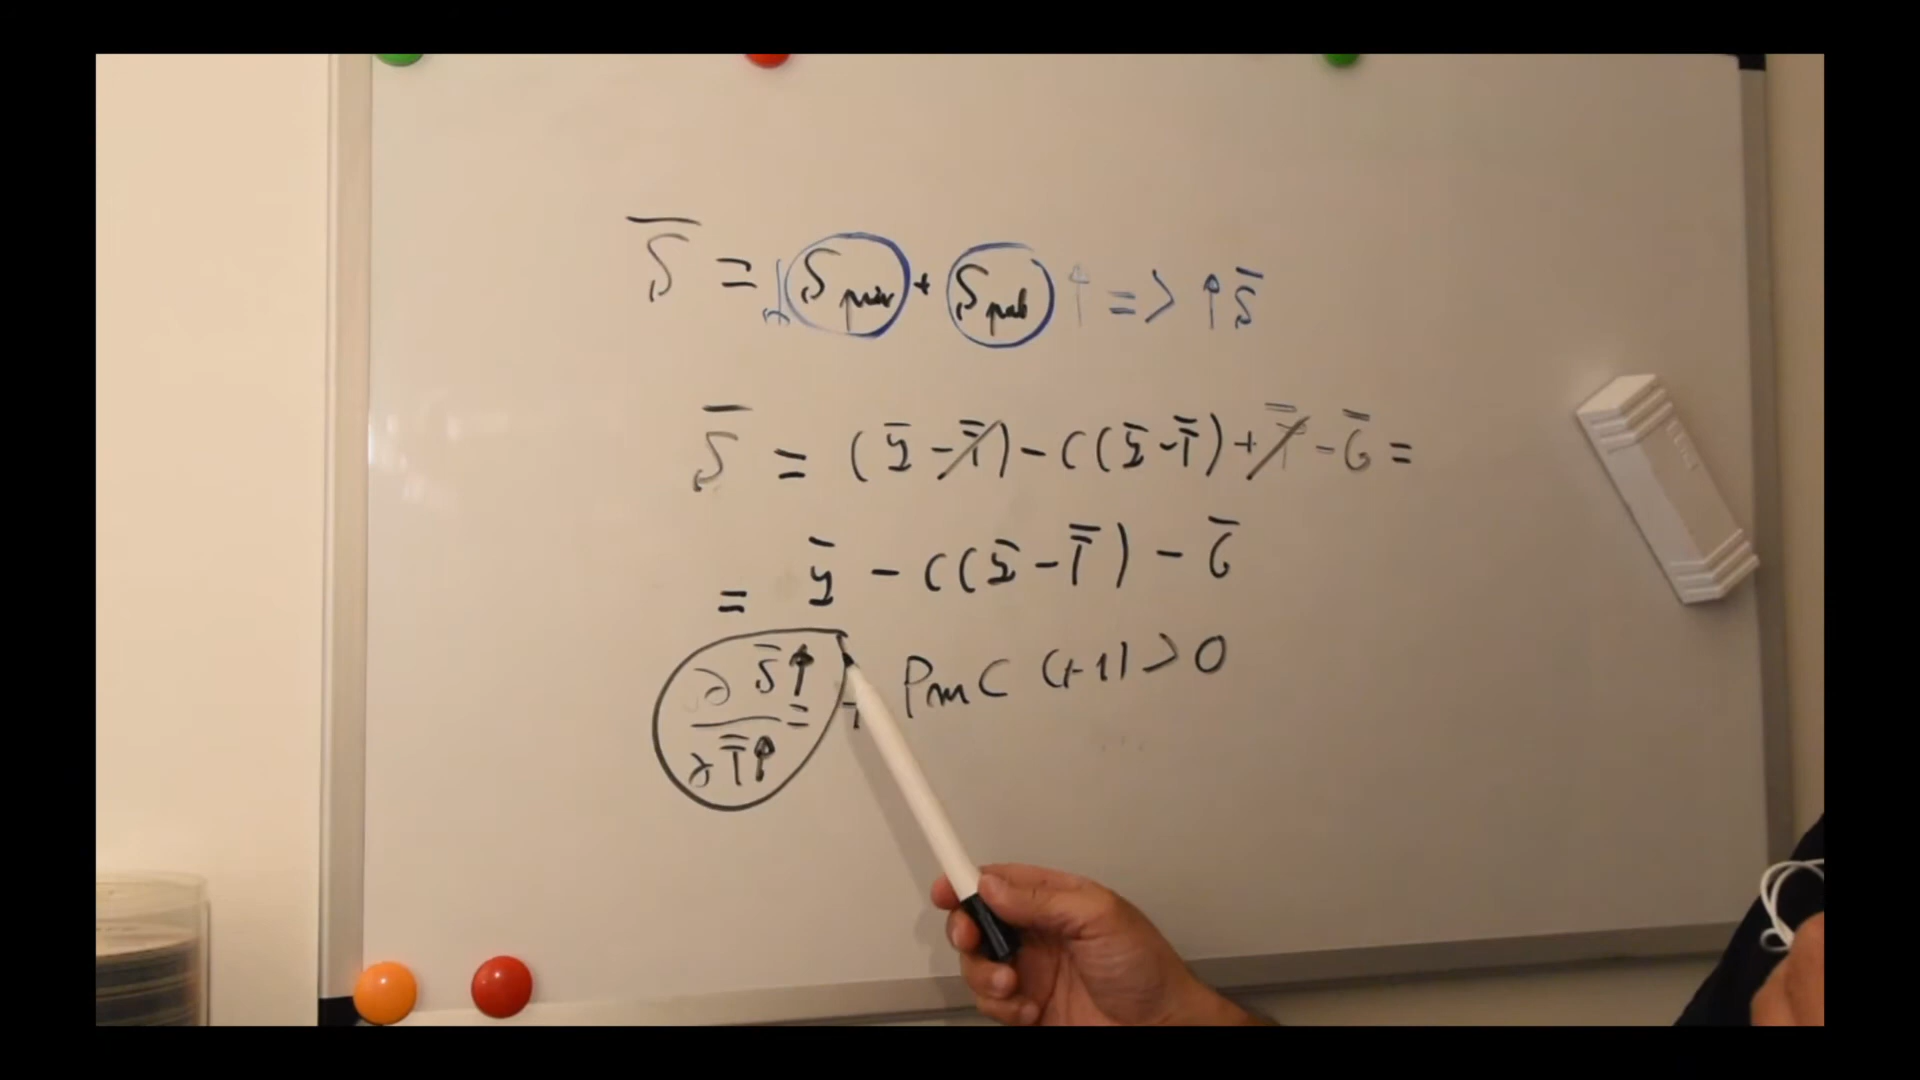 S̅ = ↓ S priv + S pub ↑ => ↑ S̅
S̅ = (Y̅ - T̅) - C(Y̅ - T̅) + T̅ - G̅ =
= Y̅ - C(Y̅ - T̅) - G̅
∂ S̅ ↑ / ∂ T̅ ↑ = + PmC (+1) > 0